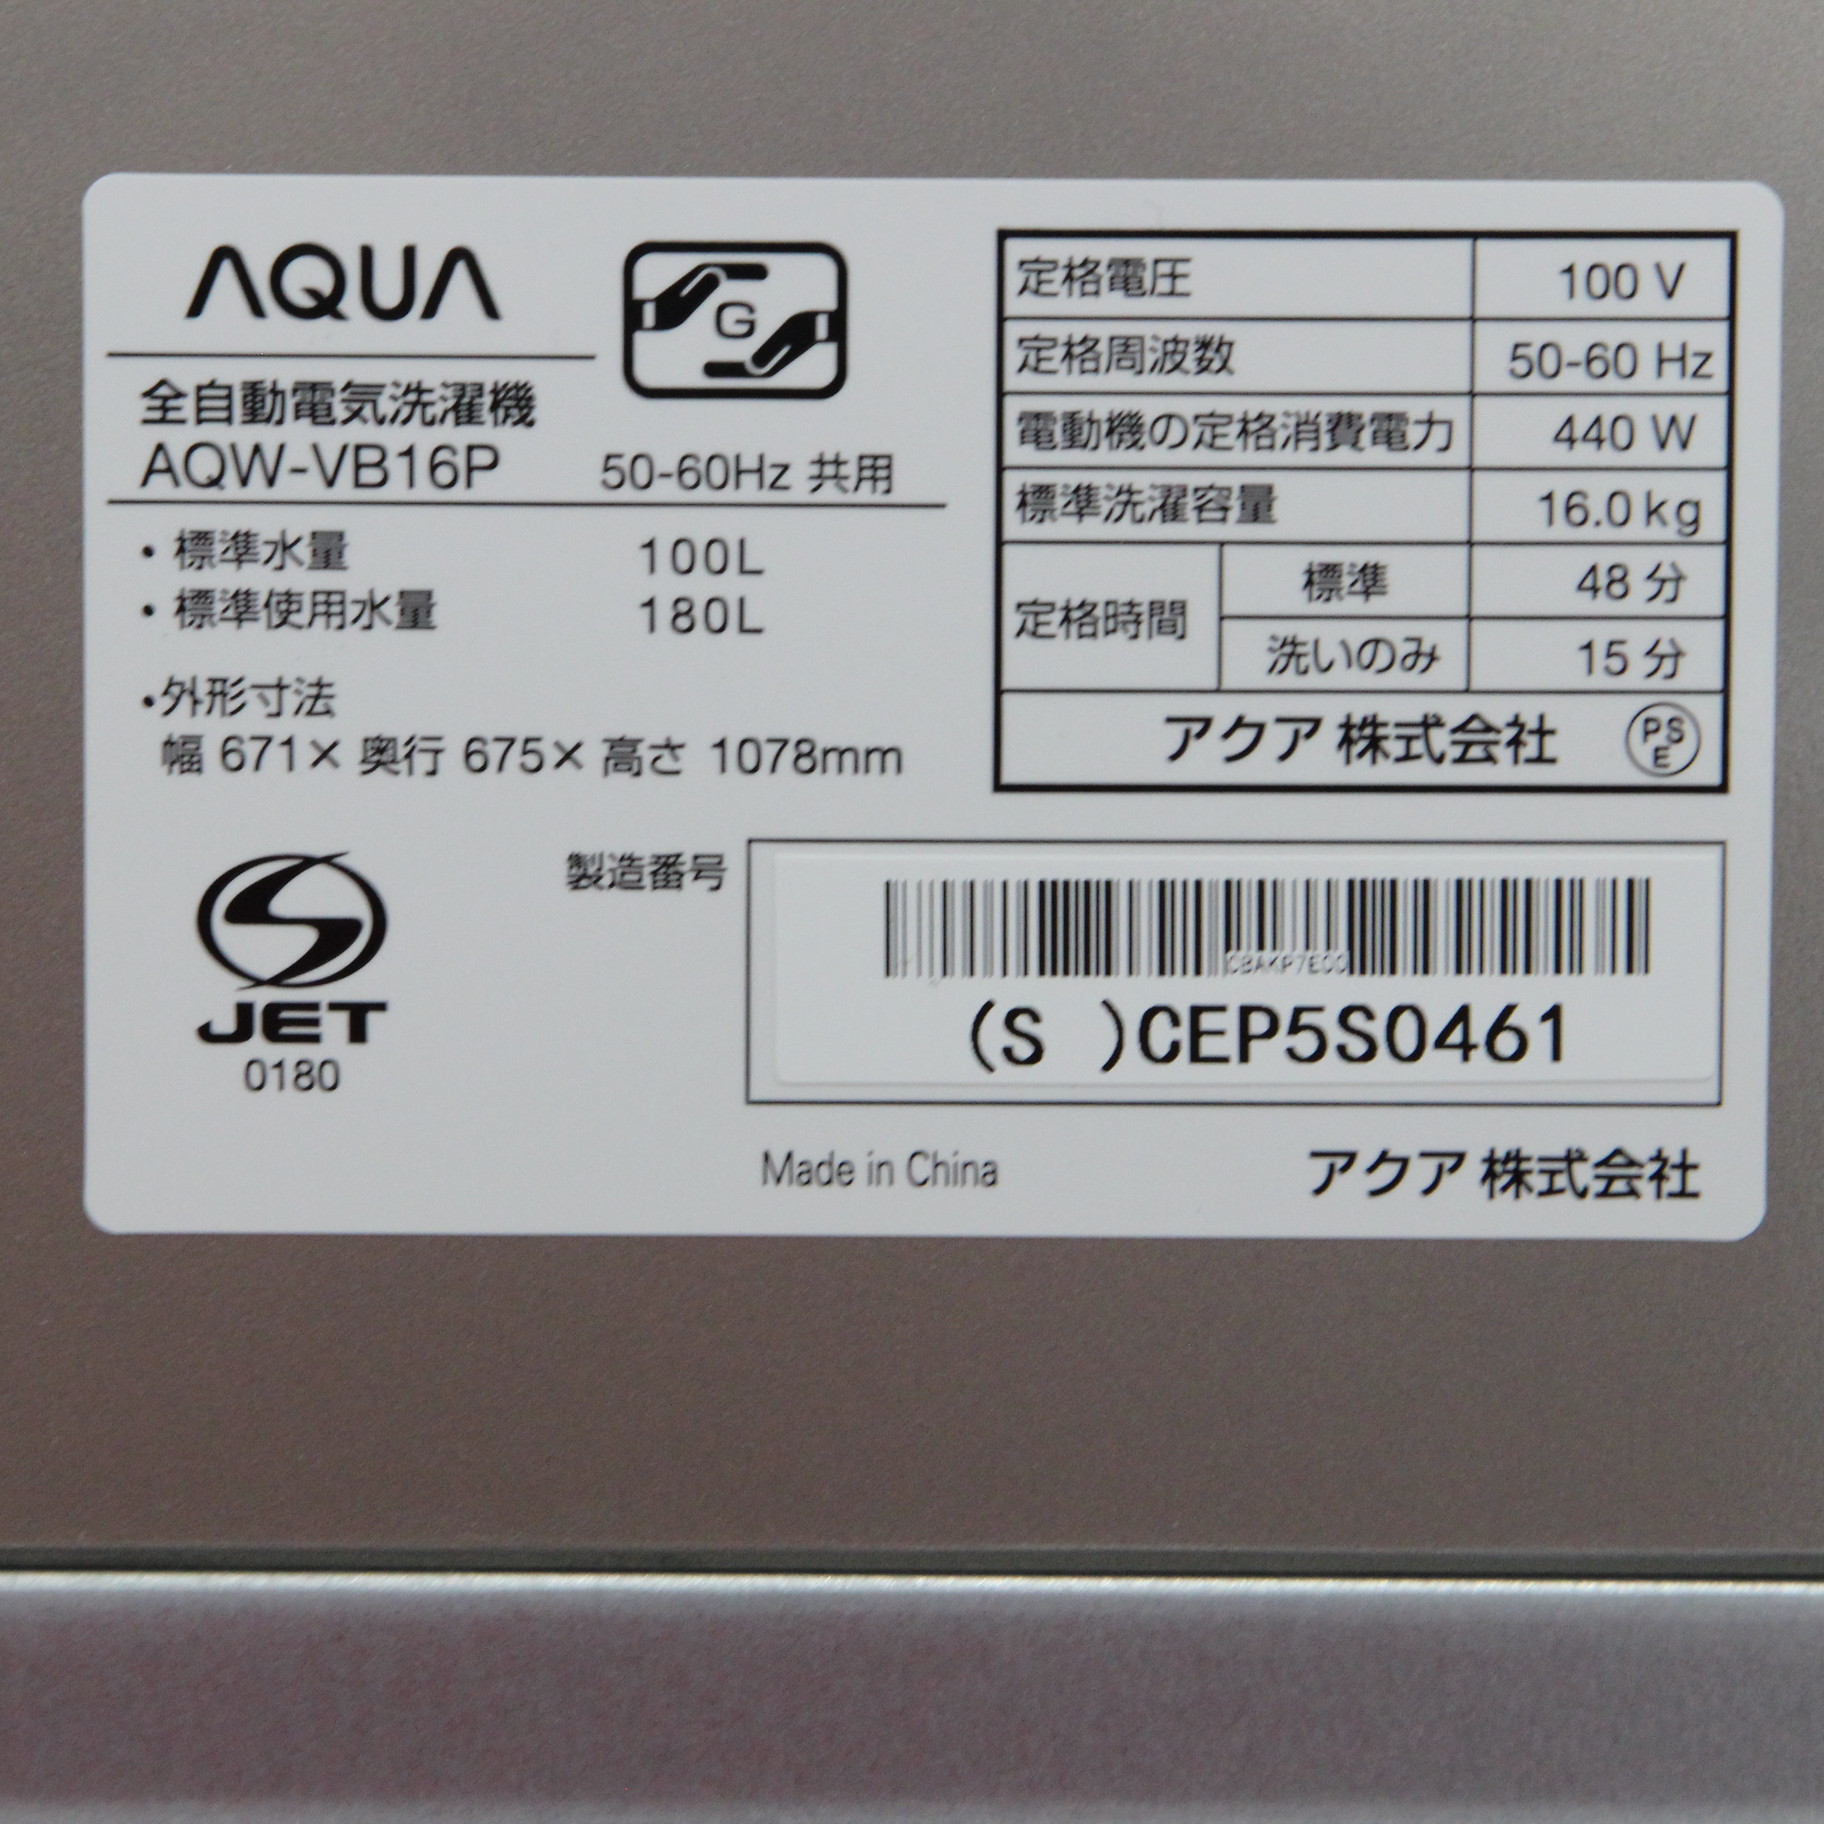 AQUA
G
全自動電気洗濯機
AQW-VB16P 50-60Hz 共用
・標準水量 100L
・標準使用水量 180L
・外形寸法
幅 671× 奥行 675× 高さ 1078mm
定格電圧 100 V
定格周波数 50-60 Hz
電動機の定格消費電力 440 W
標準洗濯容量 16.0kg
定格時間 標準 48 分
洗いのみ 15 分
アクア 株式会社 PSE
JET
0180
製造番号
CBAKP7E00
(S )CEP5S0461
Made in China
アクア 株式会社